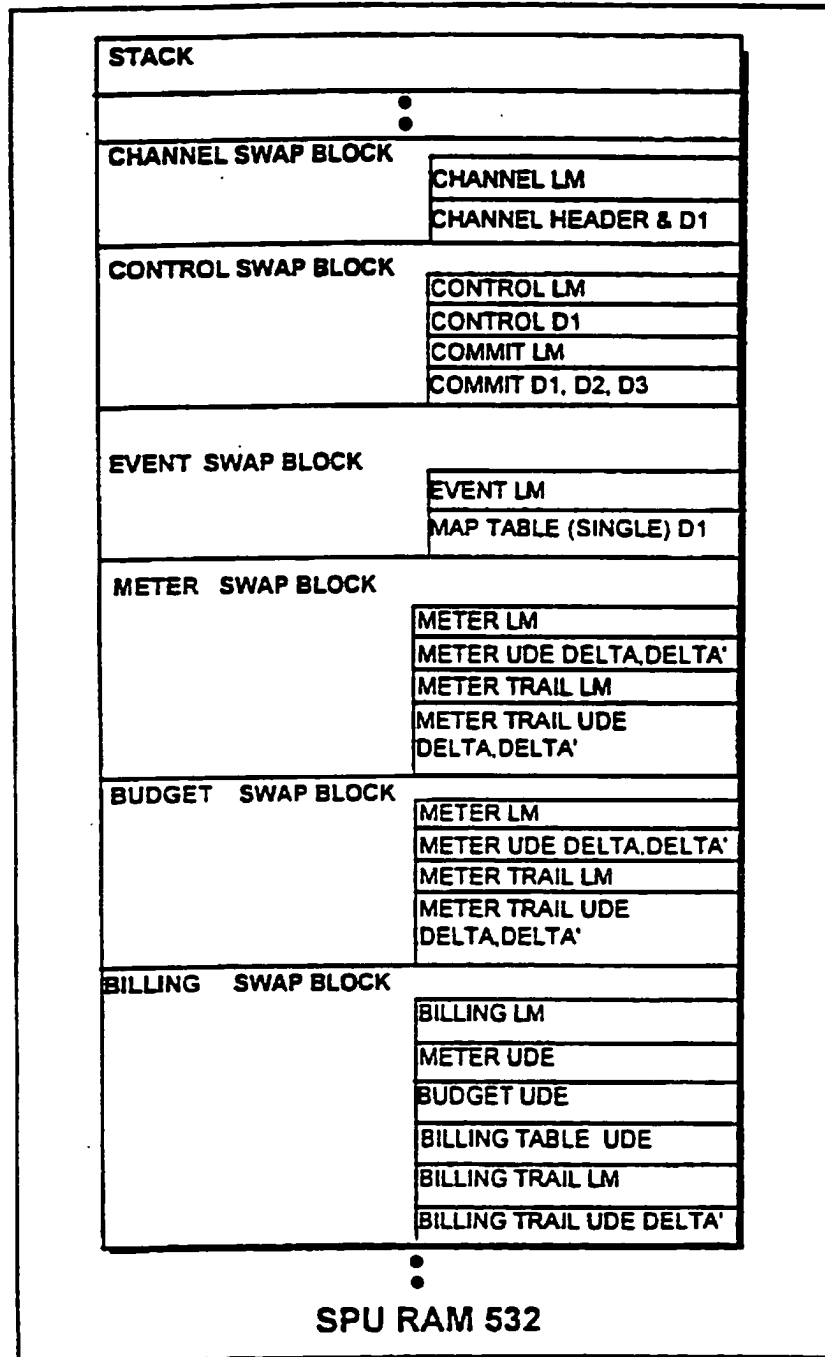 STACK
CHANNEL SWAP BLOCK
CHANNEL LM
CHANNEL HEADER & D1
CONTROL SWAP BLOCK
CONTROL LM
CONTROL D1
COMMIT LM
COMMIT D1, D2, D3
EVENT SWAP BLOCK
EVENT LM
MAP TABLE (SINGLE) D1
METER SWAP BLOCK
METER LM
METER UDE DELTA,DELTA'
METER TRAIL LM
METER TRAIL UDE
DELTA,DELTA'
BUDGET SWAP BLOCK
METER LM
METER UDE DELTA,DELTA'
METER TRAIL LM
METER TRAIL UDE
DELTA,DELTA'
BILLING SWAP BLOCK
BILLING LM
METER UDE
BUDGET UDE
BILLING TABLE UDE
BILLING TRAIL LM
BILLING TRAIL UDE DELTA'
SPU RAM 532